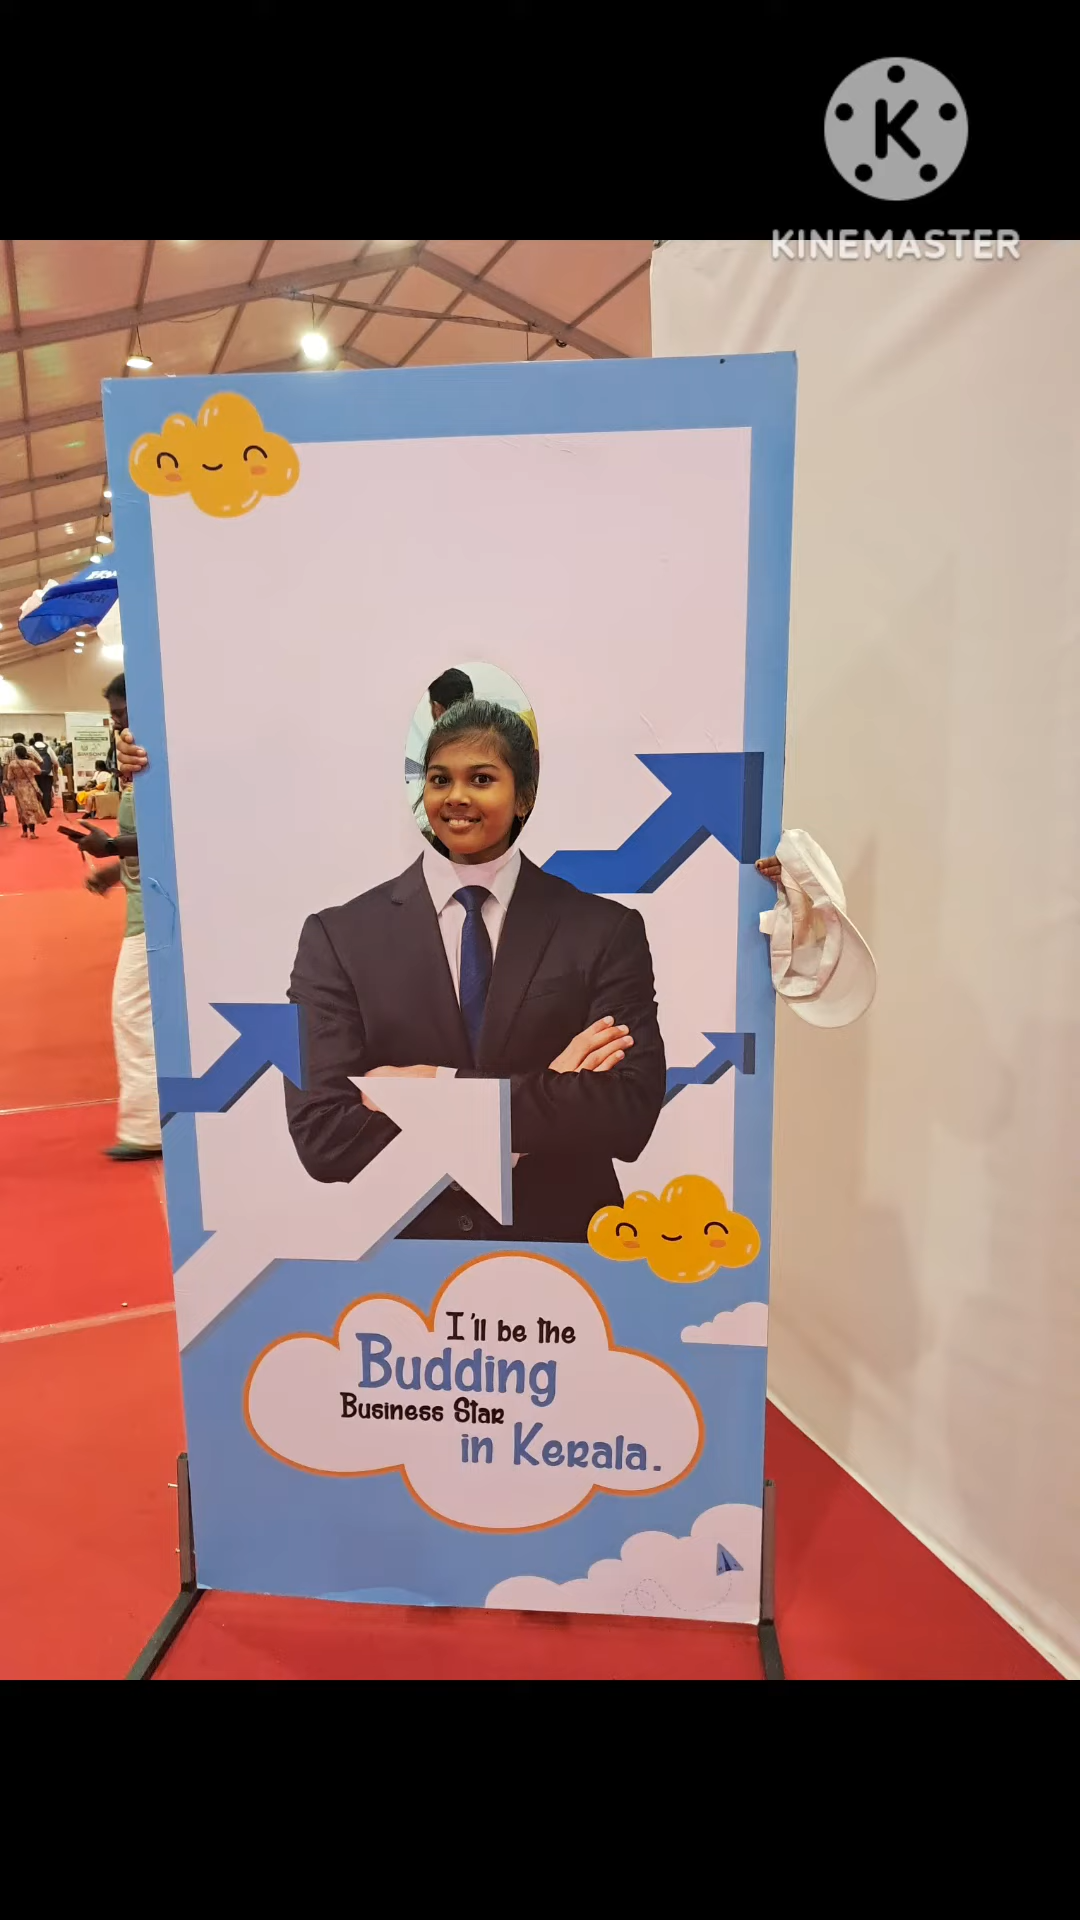 K
KINEMASTER
I'll be the
Budding
Business Star
in Kerala.